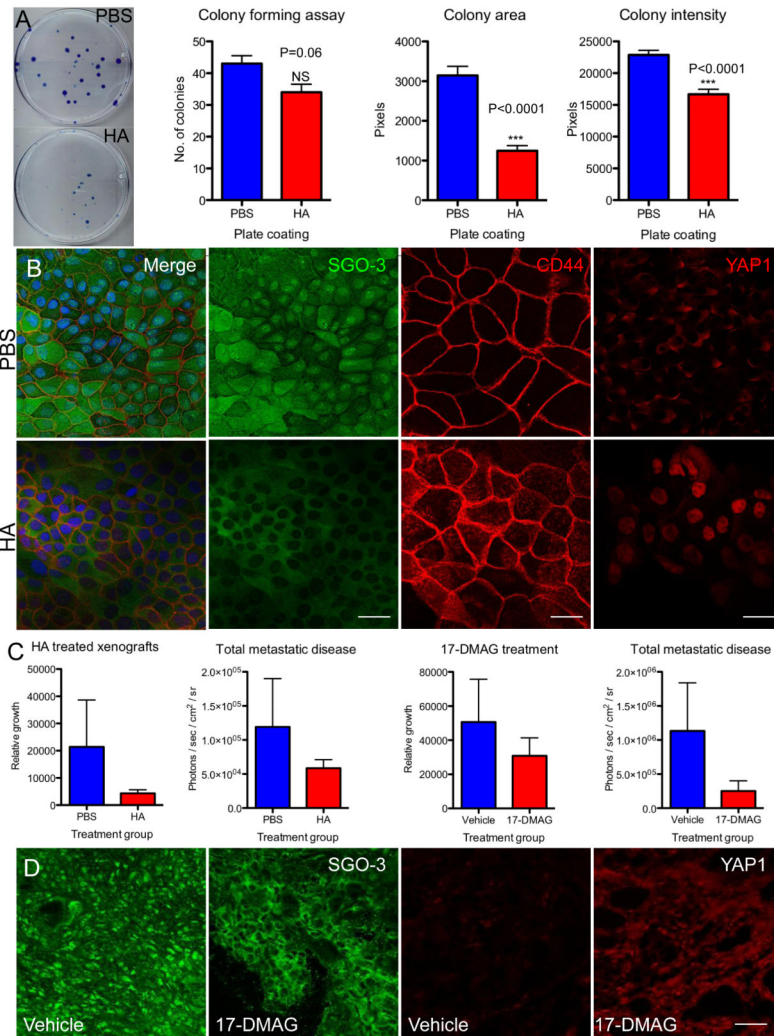 A
PBS
HA
Colony forming assay
No. of colonies
50
40
30
20
10
0
P=0.06
NS
PBS
HA
Plate coating
Colony area
Pixels
4000
3000
2000
1000
0
P<0.0001
***
PBS
HA
Plate coating
Colony intensity
Pixels
25000
20000
15000
10000
5000
0
P<0.0001
***
PBS
HA
Plate coating
B
Merge
SGO-3
CD44
YAP1
PBS
HA
C
HA treated xenografts
Relative growth
50000
40000
30000
20000
10000
0
PBS
HA
Treatment group
Total metastatic disease
Photons / sec / cm² / sr
2.0×10⁰⁵
1.5×10⁰⁵
1.0×10⁰⁵
5.0×10⁰⁴
0.0
PBS
HA
Treatment group
17-DMAG treatment
Relative growth
80000
60000
40000
20000
0
Vehicle
17-DMAG
Treatment group
Total metastatic disease
Photons / sec / cm² / sr
2.0×10⁰⁶
1.5×10⁰⁶
1.0×10⁰⁶
5.0×10⁰⁵
0.0
Vehicle
17-DMAG
Treatment group
D
SGO-3
YAP1
Vehicle
17-DMAG
Vehicle
17-DMAG